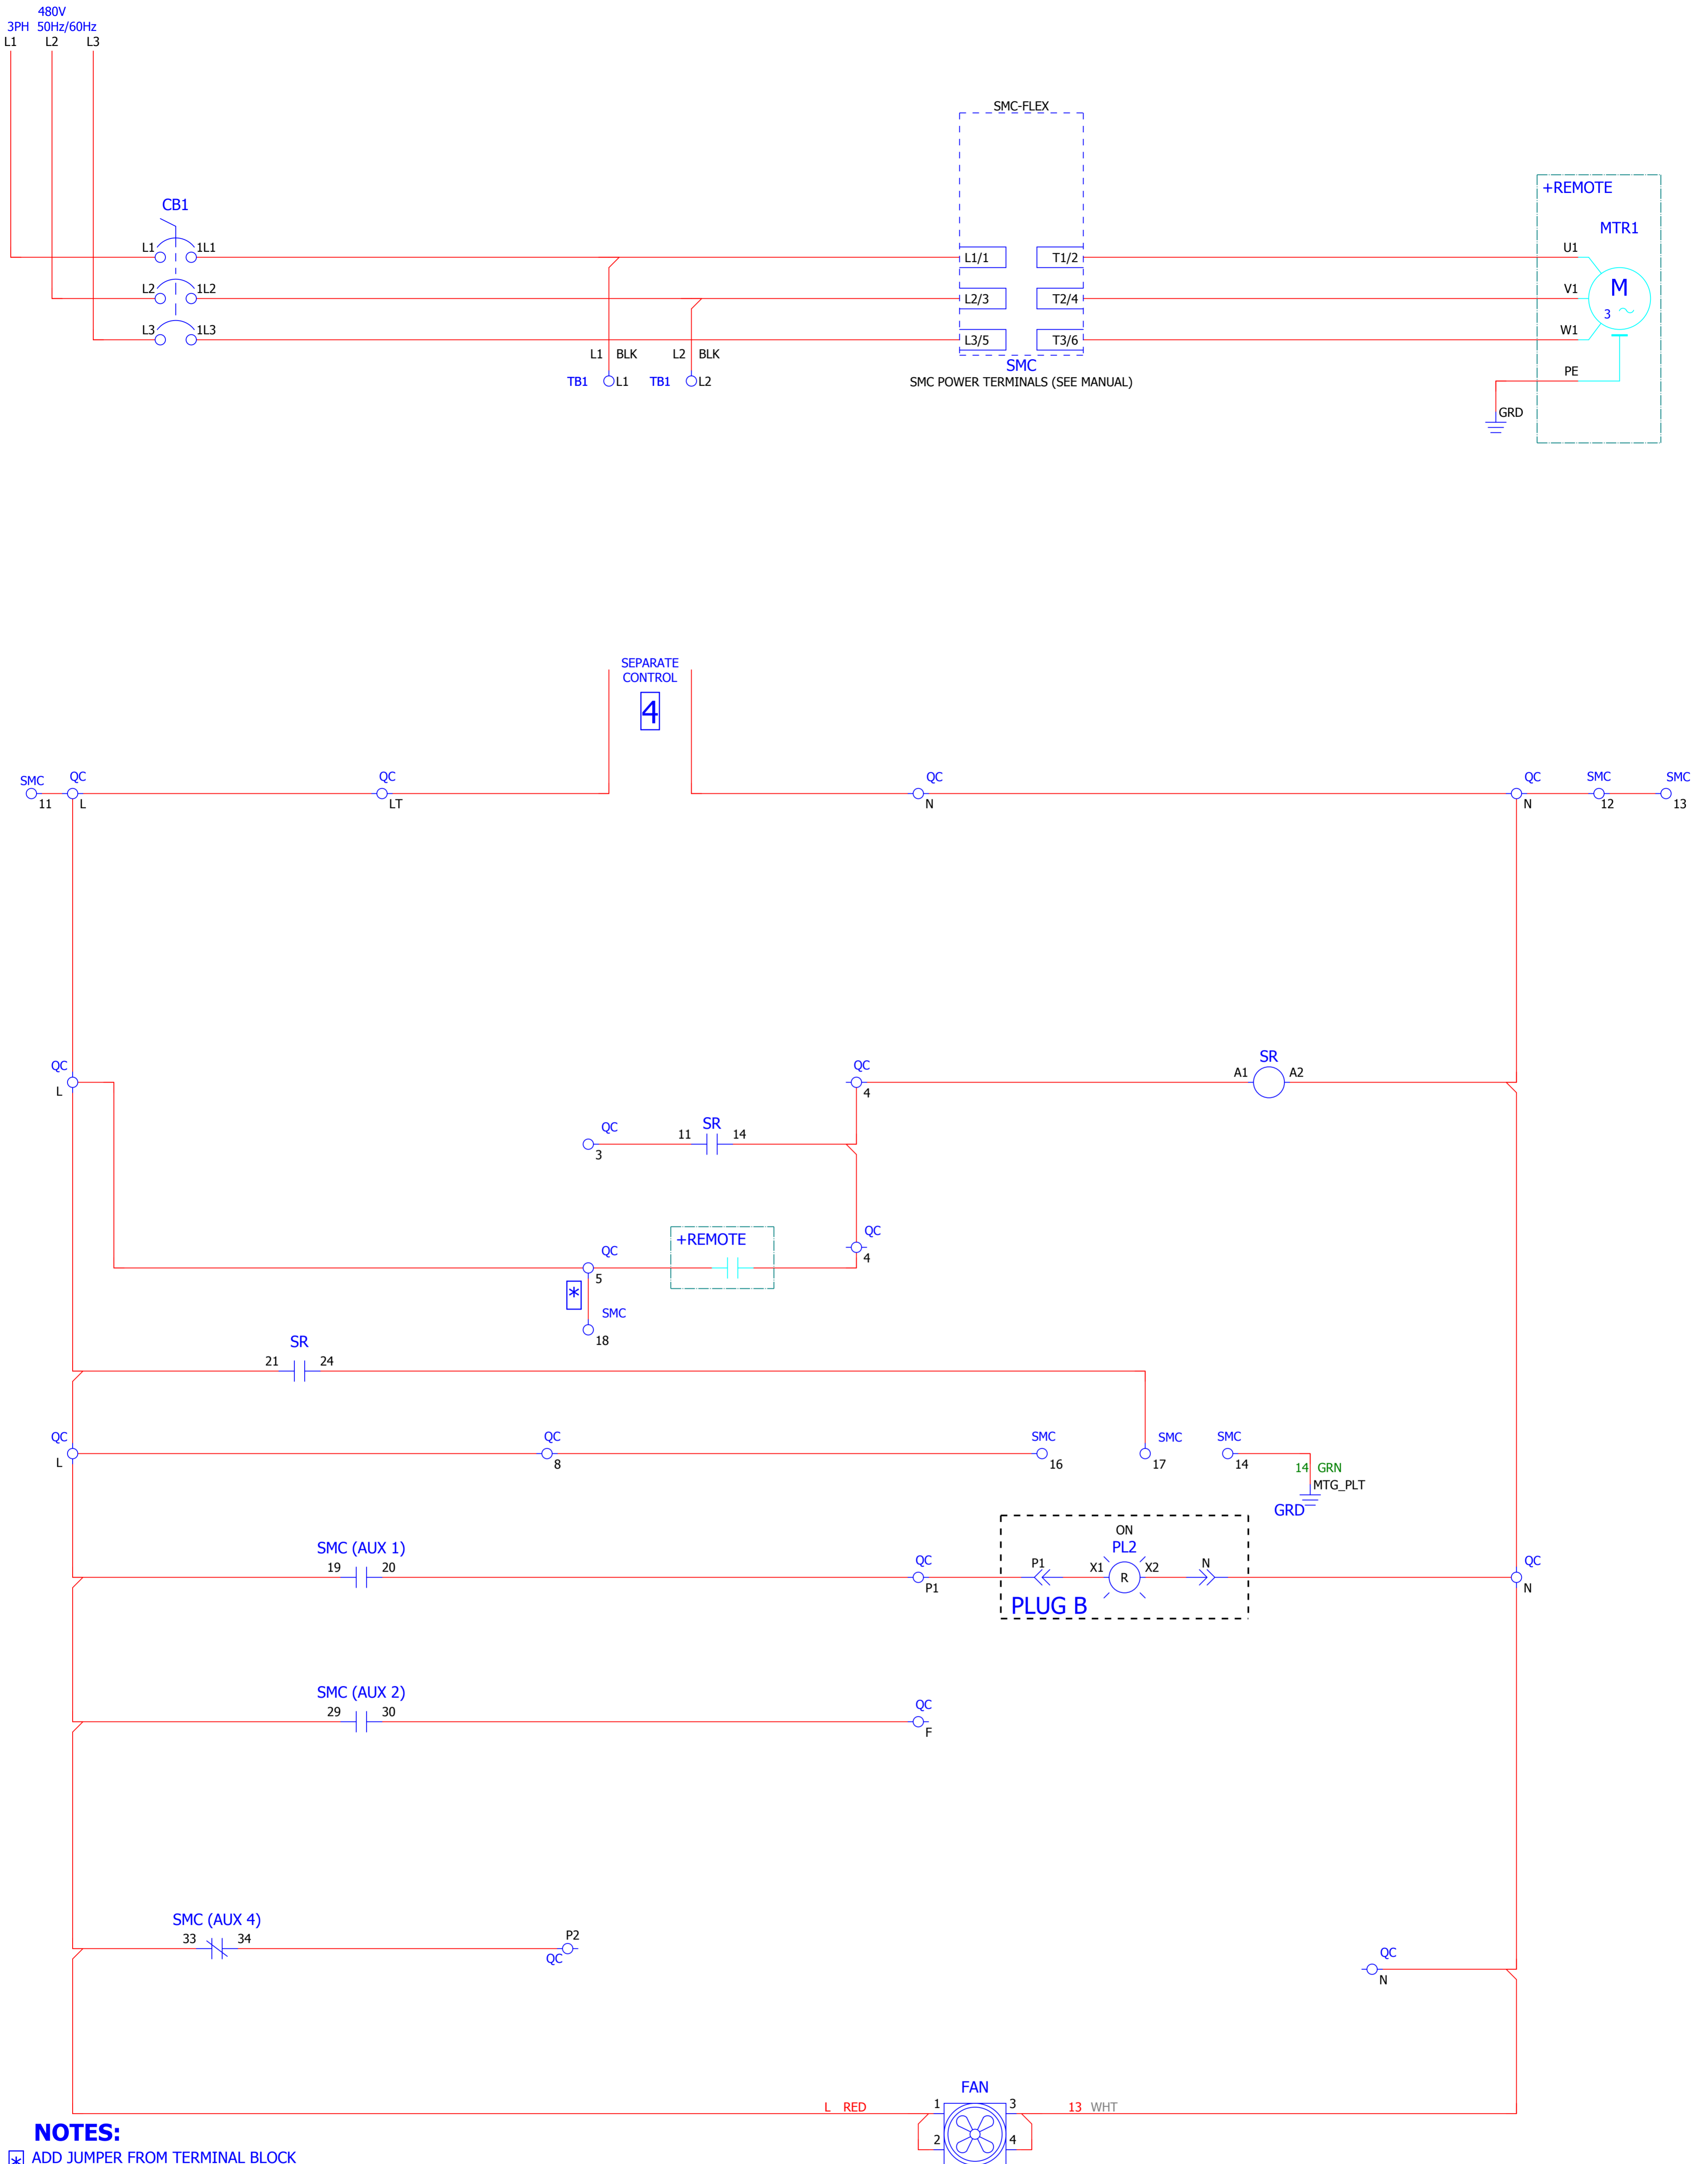 480V
3PH 50Hz/60Hz
L1 L2 L3
SMC-FLEX
+REMOTE
CB1
MTR1
L1 1L1 L1/1 T1/2 U1
L2 1L2 L2/3 T2/4 V1
M
3
L3 1L3 L3/5 T3/6 W1
L1 BLK L2 BLK
SMC
TB1 L1 TB1 L2
SMC POWER TERMINALS (SEE MANUAL)
PE
GRD
SEPARATE
CONTROL
4
SMC QC QC QC QC SMC SMC
11 L LT N N 12 13
QC QC SR
L 4 A1 A2
QC SR
3 11 14
+REMOTE
QC QC
5 4
*
SMC
18
SR
21 24
QC QC SMC SMC SMC
L 8 16 17 14
14 GRN
MTG_PLT
GRD
ON
SMC (AUX 1) PL2
19 20 QC P1 X1 X2 N QC
P1 R N
PLUG B
SMC (AUX 2)
29 30 QC
F
SMC (AUX 4)
33 34 P2
QC
QC
N
FAN
L RED 1 3 13 WHT
2 4
NOTES:
* ADD JUMPER FROM TERMINAL BLOCK